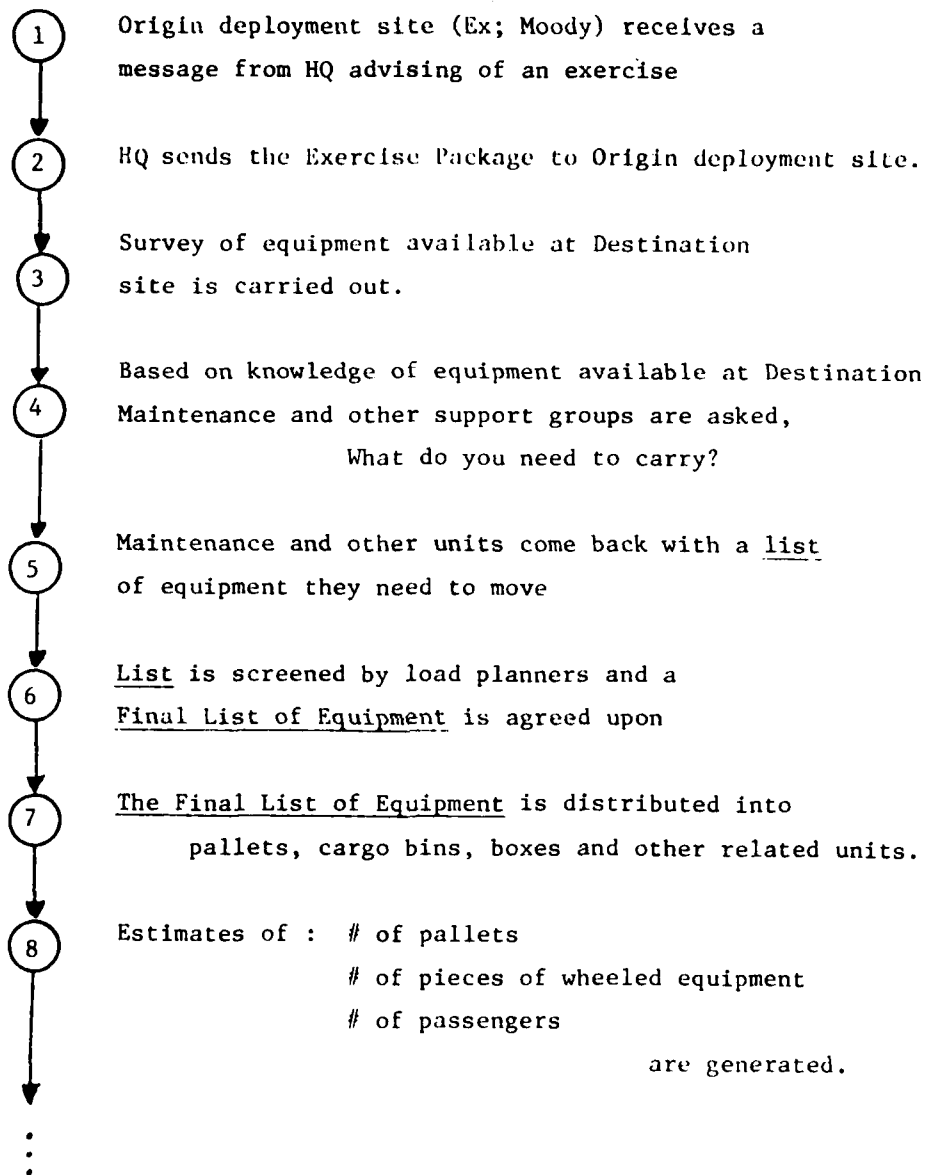 1 Origin deployment site (Ex; Moody) receives a
message from HQ advising of an exercise
2 HQ sends the Exercise Package to Origin deployment site.
Survey of equipment available at Destination
3 site is carried out.
Based on knowledge of equipment available at Destination
4 Maintenance and other support groups are asked,
What do you need to carry?
Maintenance and other units come back with a list
5 of equipment they need to move
List is screened by load planners and a
6 Final List of Equipment is agreed upon
The Final List of Equipment is distributed into
7 pallets, cargo bins, boxes and other related units.
8 Estimates of : # of pallets
# of pieces of wheeled equipment
# of passengers
are generated.